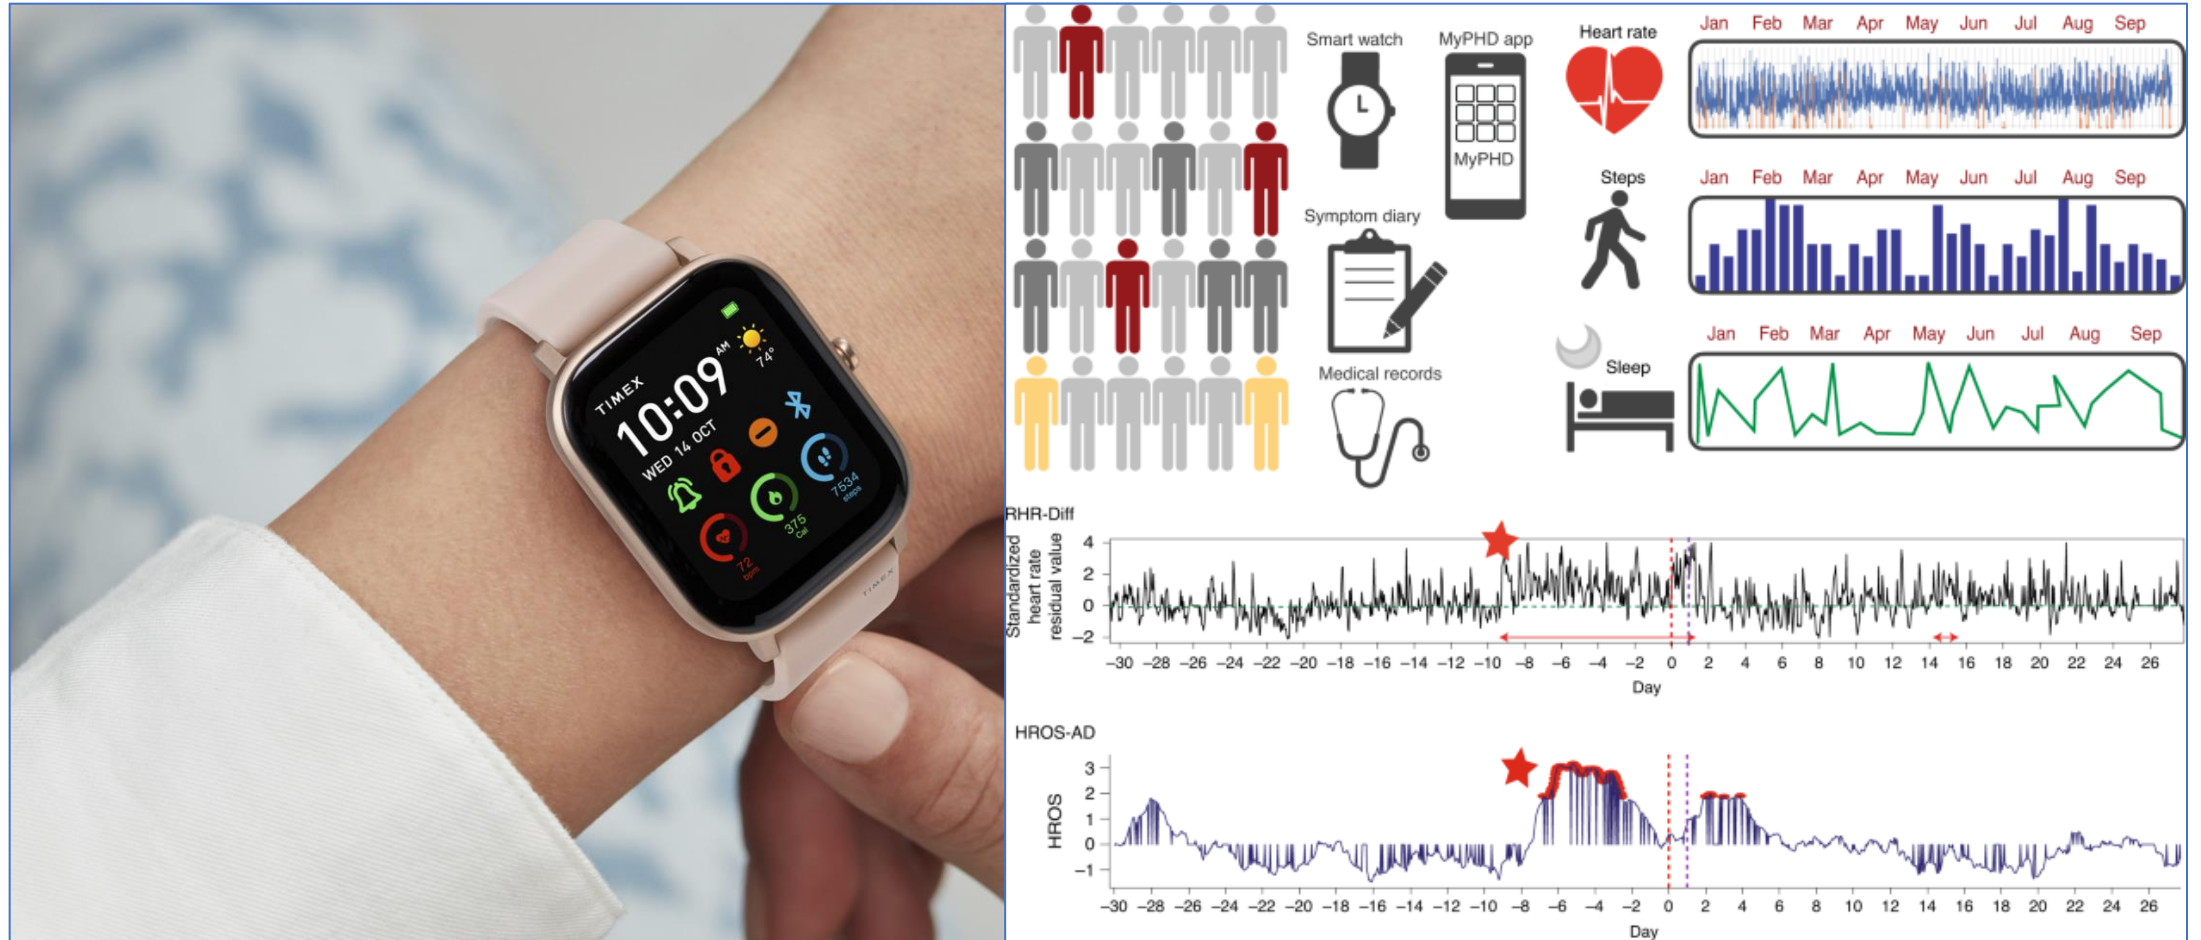 TIMEX
10:09 AM
74°
WED 14 OCT
7534
steps
375
Cal
72
bpm
TIMEX
Smart watch
MyPHD app
MyPHD
Symptom diary
Medical records
Heart rate
Jan Feb Mar Apr May Jun Jul Aug Sep
Steps
Jan Feb Mar Apr May Jun Jul Aug Sep
Sleep
Jan Feb Mar Apr May Jun Jul Aug Sep
RHR-Diff
Standardized
heart rate
residual value
4
2
0
−2
−30 −28 −26 −24 −22 −20 −18 −16 −14 −12 −10 −8 −6 −4 −2 0 2 4 6 8 10 12 14 16 18 20 22 24 26
Day
HROS-AD
HROS
3
2
1
0
−1
−30 −28 −26 −24 −22 −20 −18 −16 −14 −12 −10 −8 −6 −4 −2 0 2 4 6 8 10 12 14 16 18 20 22 24 26
Day